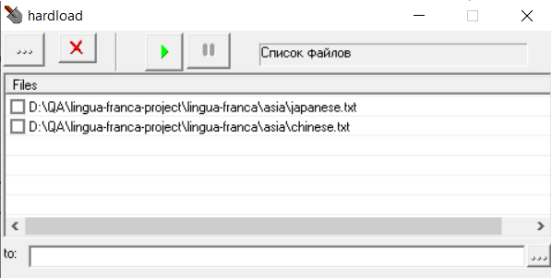 hardload
...
Список файлов
Files
D:\QA\lingua-franca-project\lingua-franca\asia\japanese.txt
D:\QA\lingua-franca-project\lingua-franca\asia\chinese.txt
to:
...